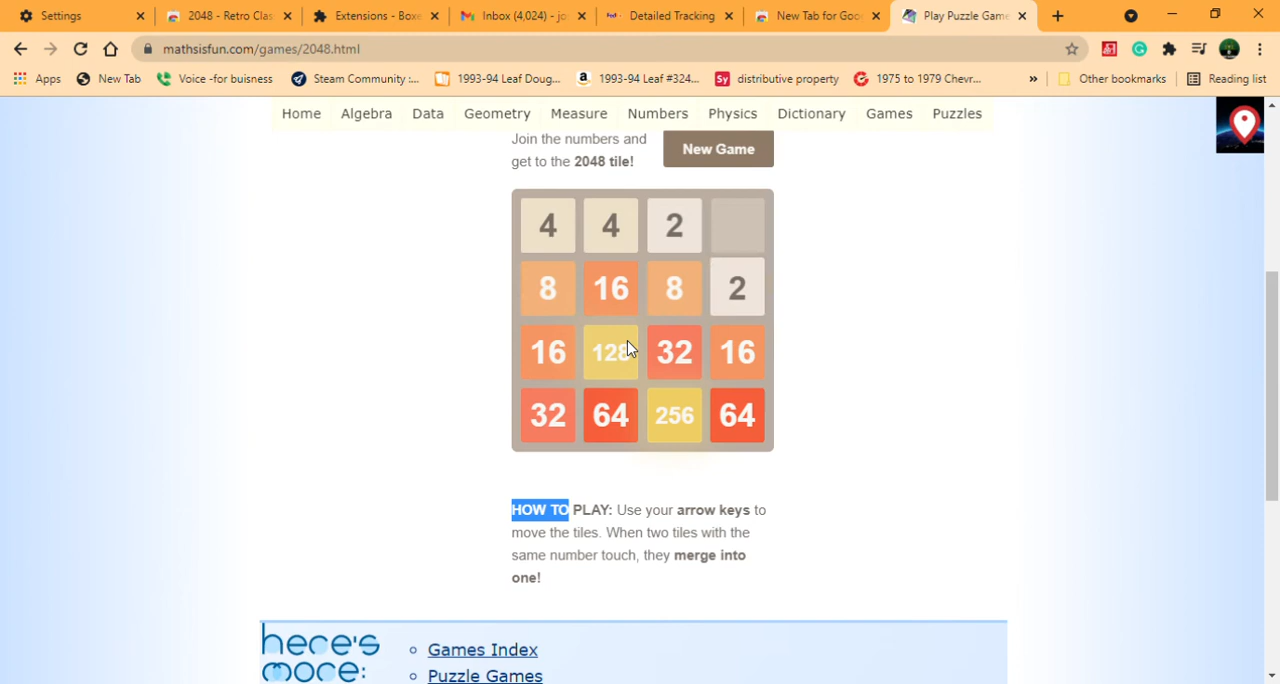 Settings
2048 - Retro Clas
Extensions - Boxe
Inbox (4,024) - jo
Detailed Tracking
New Tab for Goo
Play Puzzle Game
mathsisfun.com/games/2048.html
Apps
New Tab
Voice -for buisness
Steam Community :...
1993-94 Leaf Doug...
1993-94 Leaf #324...
distributive property
1975 to 1979 Chevr...
»
Other bookmarks
Reading list
Home Algebra Data Geometry Measure Numbers Physics Dictionary Games Puzzles
Join the numbers and
get to the 2048 tile!
New Game
4 4 2
8 16 8 2
16 128 32 16
32 64 256 64
HOW TO PLAY: Use your arrow keys to
move the tiles. When two tiles with the
same number touch, they merge into
one!
here's
more:
Games Index
Puzzle Games